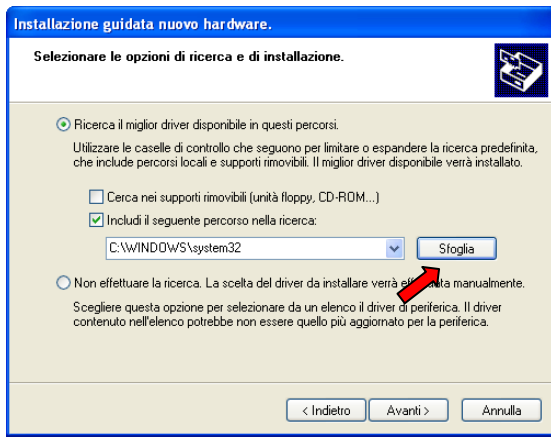 Installazione guidata nuovo hardware.
Selezionare le opzioni di ricerca e di installazione.
Ricerca il miglior driver disponibile in questi percorsi.
Utilizzare le caselle di controllo che seguono per limitare o espandere la ricerca predefinita,
che include percorsi locali e supporti rimovibili. Il miglior driver disponibile verrà installato.
Cerca nei supporti rimovibili (unità floppy, CD-ROM...)
Includi il seguente percorso nella ricerca:
C:\WINDOWS\system32
Sfoglia
Non effettuare la ricerca. La scelta del driver da installare verrà effettuata manualmente.
Scegliere questa opzione per selezionare da un elenco il driver di periferica. Il driver
contenuto nell'elenco potrebbe non essere quello più aggiornato per la periferica.
< Indietro
Avanti >
Annulla